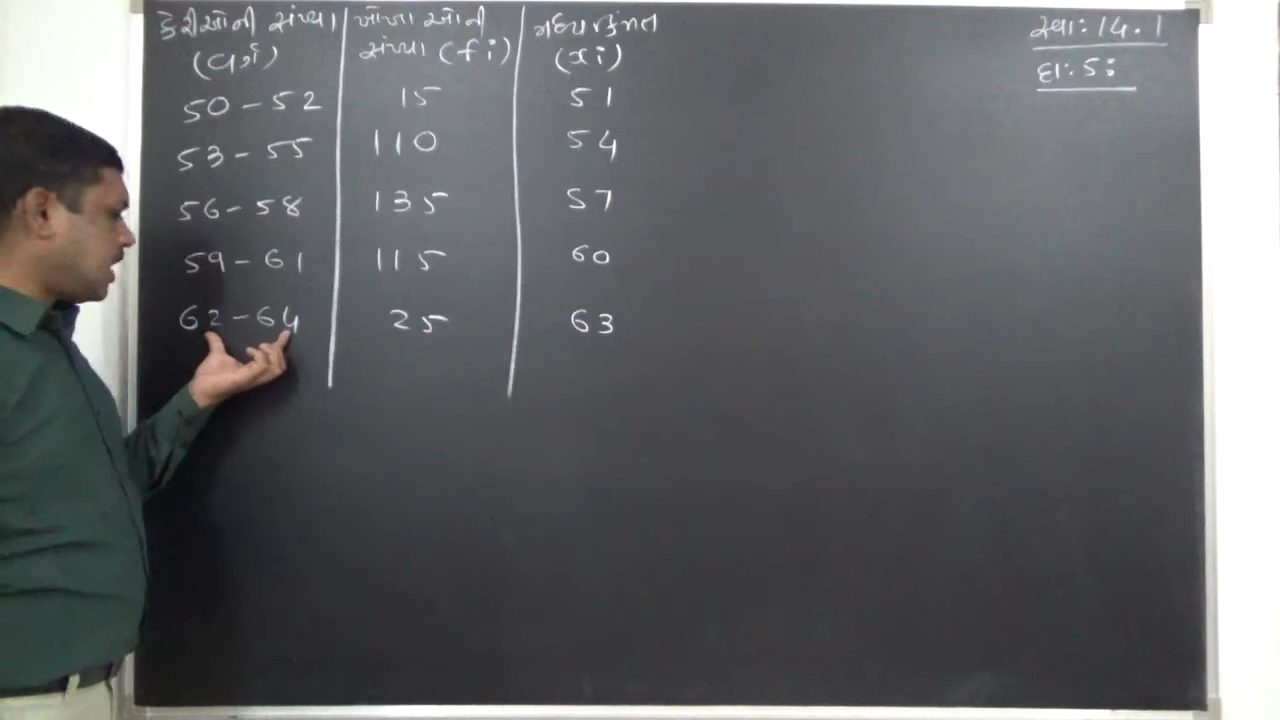 કેરીઓની સંખ્યા ખોખાઓની મધ્યકિંમત
(વર્ગ) સંખ્યા (fi) (xi)
50 - 52 15 51
53 - 55 110 54
56 - 58 135 57
59 - 61 115 60
62 - 64 25 63
સ્વા: 14.1
દા: 5: